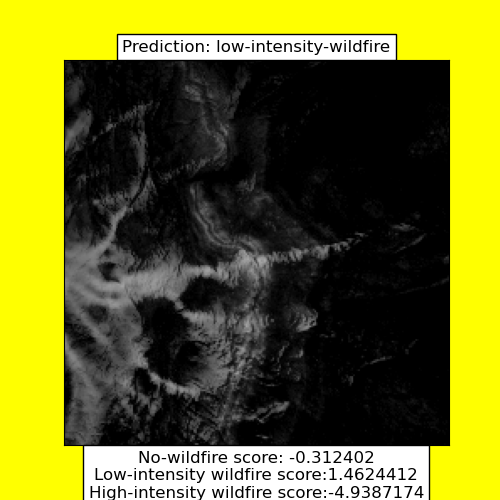 Prediction: low-intensity-wildfire
No-wildfire score: -0.312402
Low-intensity wildfire score:1.4624412
High-intensity wildfire score:-4.9387174